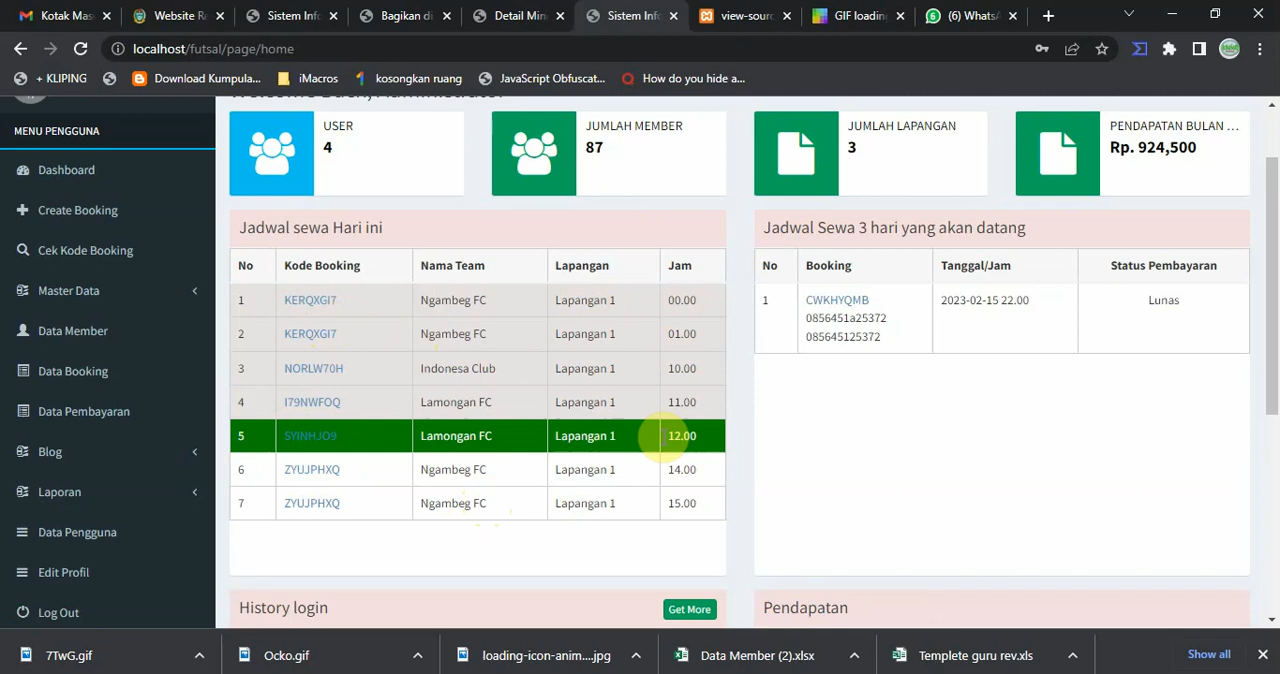 Kotak Mas
Website Re
Sistem Info
Bagikan di
Detail Min
Sistem Info
view-sourc
GIF loading
(6) WhatsA
localhost/futsal/page/home
+ KLIPING
Download Kumpula...
iMacros
kosongkan ruang
JavaScript Obfuscat...
How do you hide a...
MENU PENGGUNA
Dashboard
Create Booking
Cek Kode Booking
Master Data
Data Member
Data Booking
Data Pembayaran
Blog
Laporan
Data Pengguna
Edit Profil
Log Out
USER
4
JUMLAH MEMBER
87
JUMLAH LAPANGAN
3
PENDAPATAN BULAN ...
Rp. 924,500
Jadwal sewa Hari ini
No Kode Booking Nama Team Lapangan Jam
1 KERQXGI7 Ngambeg FC Lapangan 1 00.00
2 KERQXGI7 Ngambeg FC Lapangan 1 01.00
3 NORLW70H Indonesa Club Lapangan 1 10.00
4 I79NWFOQ Lamongan FC Lapangan 1 11.00
5 SYINHJO9 Lamongan FC Lapangan 1 12.00
6 ZYUJPHXQ Ngambeg FC Lapangan 1 14.00
7 ZYUJPHXQ Ngambeg FC Lapangan 1 15.00
Jadwal Sewa 3 hari yang akan datang
No Booking Tanggal/Jam Status Pembayaran
1 CWKHYQMB 2023-02-15 22.00 Lunas
0856451a25372
085645125372
History login
Get More
Pendapatan
7TwG.gif
Ocko.gif
loading-icon-anim....jpg
Data Member (2).xlsx
Templete guru rev.xls
Show all